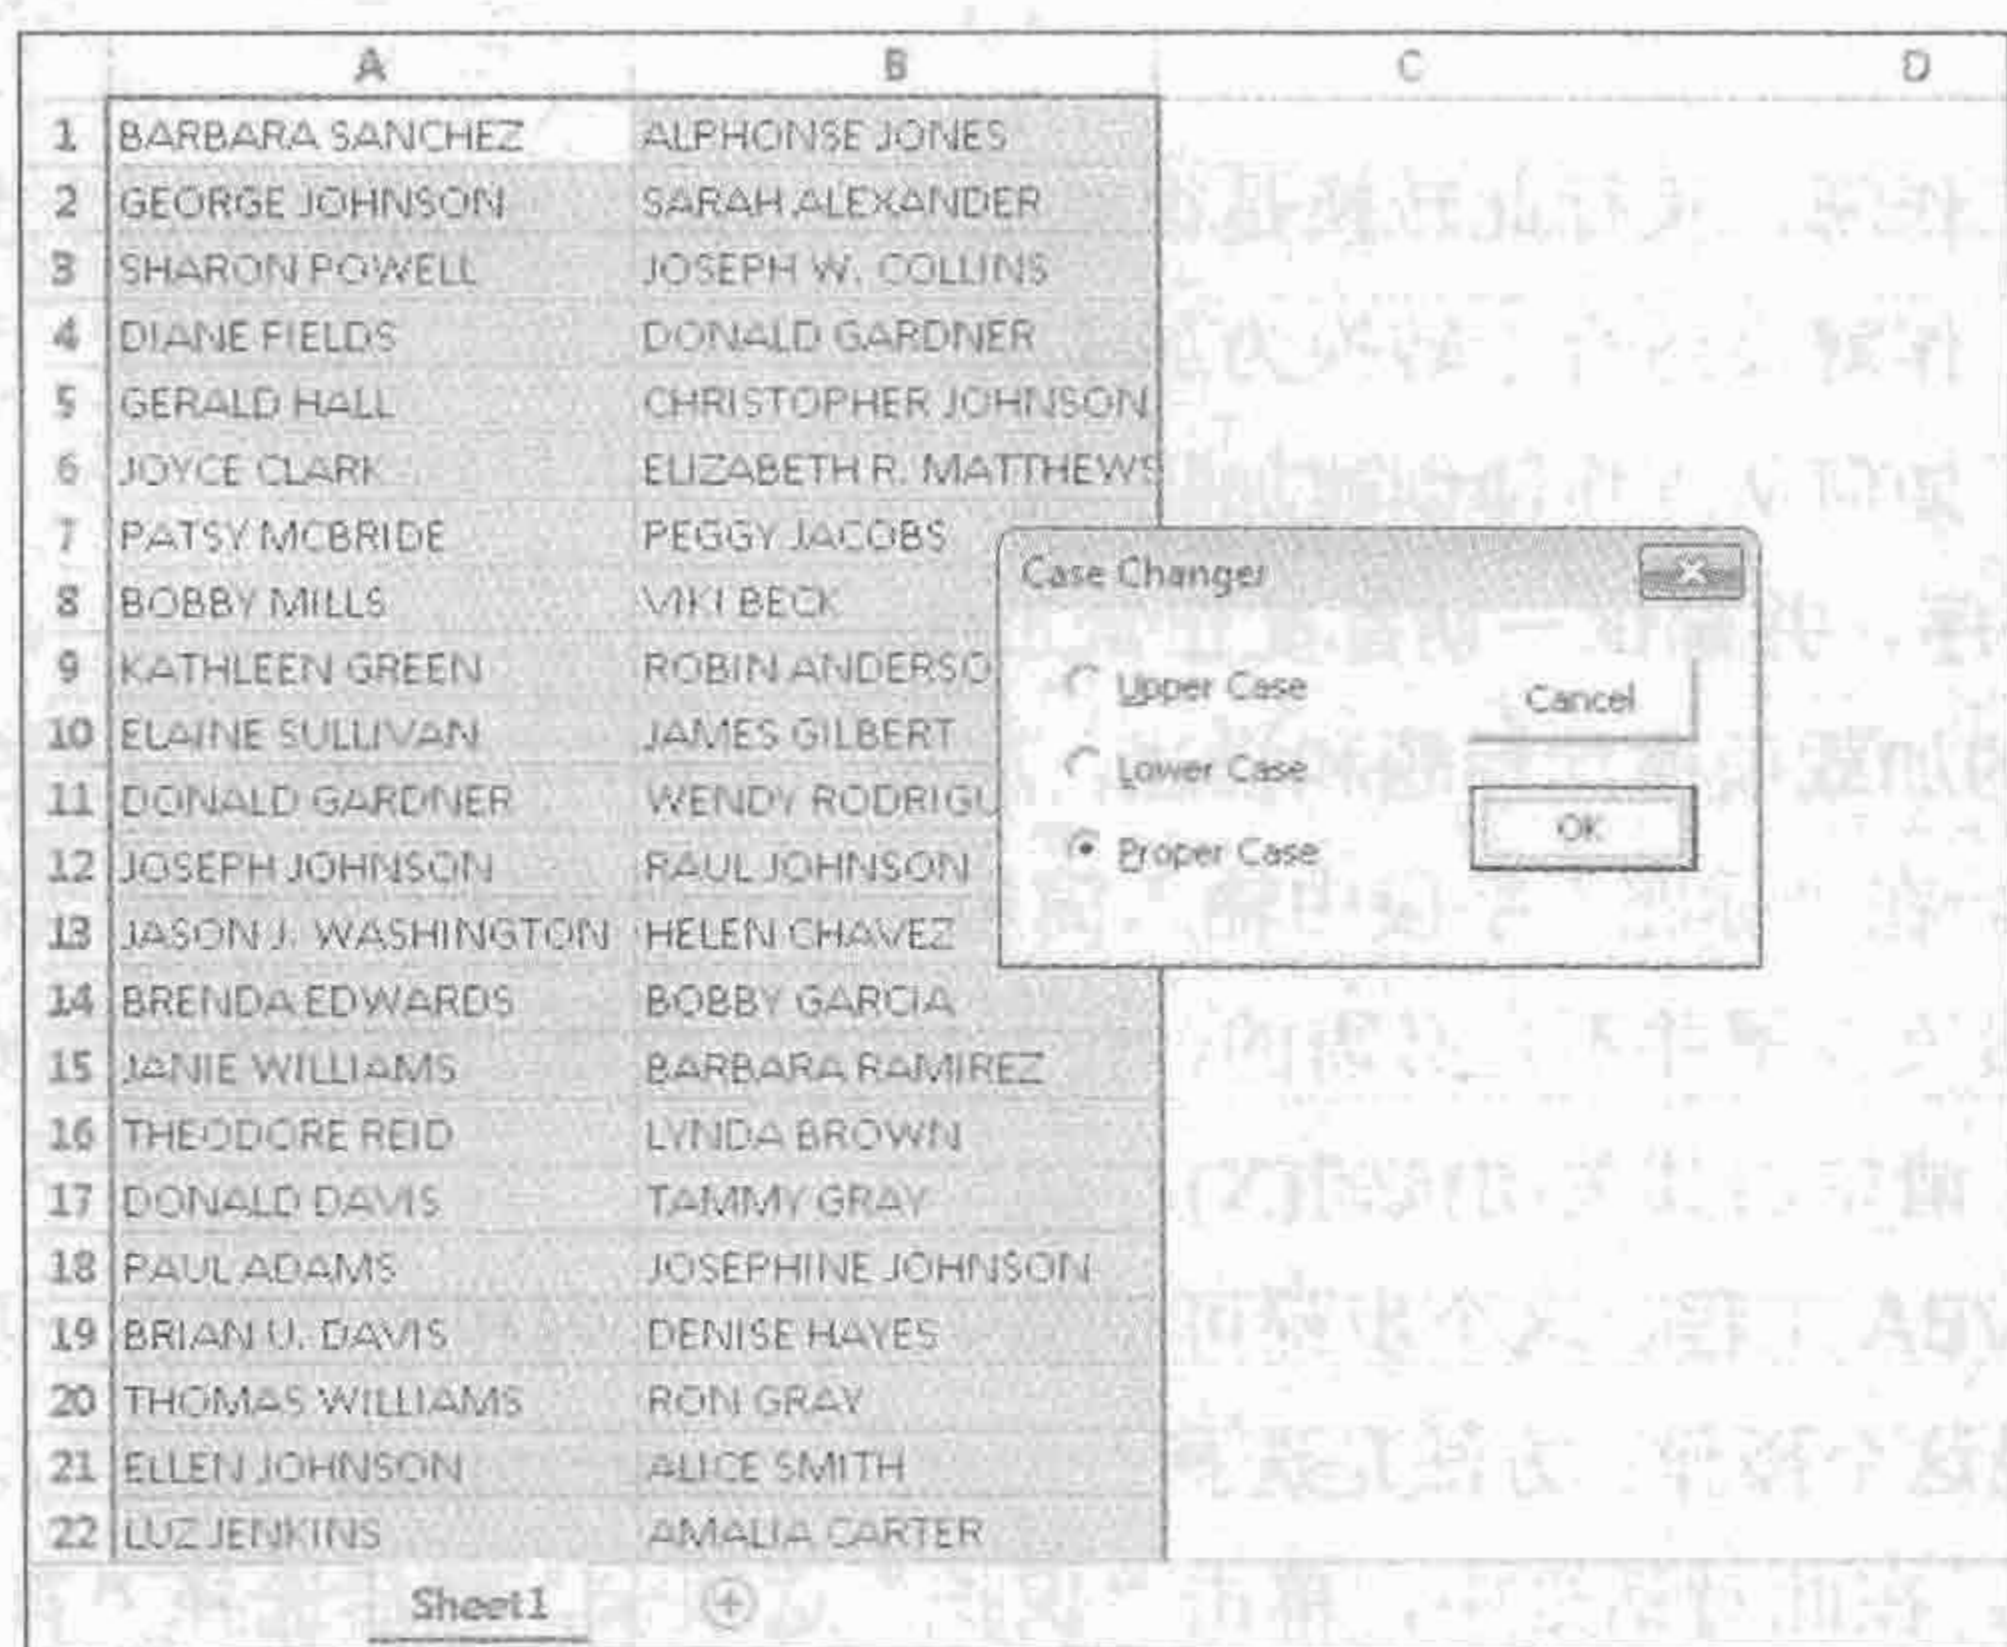 A B C D
1 BARBARA SANCHEZ ALPHONSE JONES
2 GEORGE JOHNSON SARAH ALEXANDER
3 SHARON POWELL JOSEPH W. COLLINS
4 DIANE FIELDS DONALD GARDNER
5 GERALD HALL CHRISTOPHER JOHNSON
6 JOYCE CLARK ELIZABETH R. MATTHEWS
7 PATSY MCBRIDE PEGGY JACOBS
8 BOBBY MILLS VIKI BECK
9 KATHLEEN GREEN ROBIN ANDERSO
10 ELAINE SULLIVAN JAMES GILBERT
11 DONALD GARDNER WENDY RODRIGU
12 JOSEPH JOHNSON RAUL JOHNSON
13 JASON J. WASHINGTON HELEN CHAVEZ
14 BRENDA EDWARDS BOBBY GARCIA
15 JANIE WILLIAMS BARBARA RAMIREZ
16 THEODORE REID LYNDA BROWN
17 DONALD DAVIS TAMMY GRAY
18 PAUL ADAMS JOSEPHINE JOHNSON
19 BRIAN U. DAVIS DENISE HAYES
20 THOMAS WILLIAMS RON GRAY
21 ELLEN JOHNSON ALICE SMITH
22 LUZ JENKINS AMALIA CARTER
Sheet1
Case Changer
Upper Case
Cancel
Lower Case
OK
Proper Case